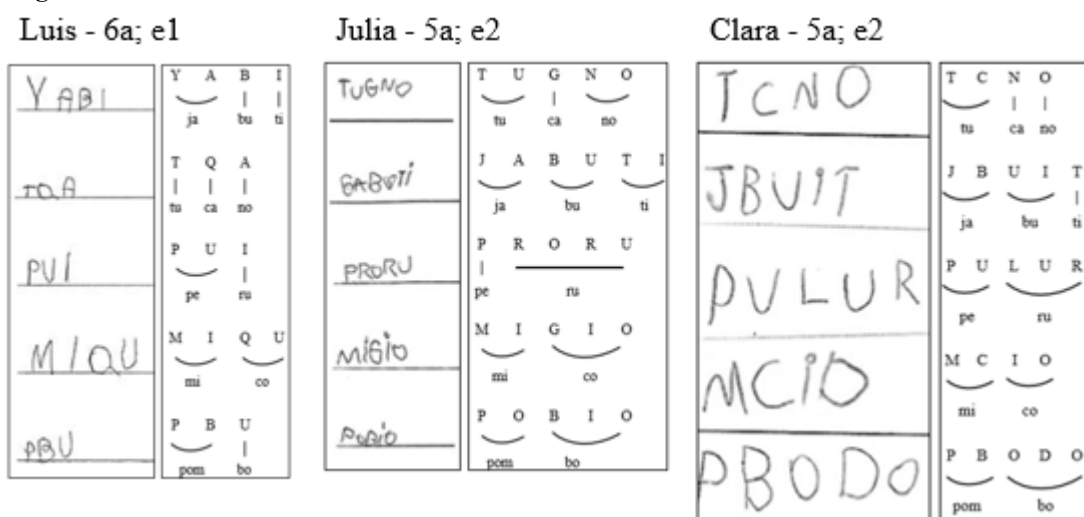 Luis - 6a; e1
YABI
Y A B I
ja bu ti
TQA
T Q A
tu ca no
PUI
P U I
pe ru
MIQU
M I Q U
mi co
PBU
P B U
pom bo
Julia - 5a; e2
TUGNO
T U G N O
tu ca no
GABUTI
J A B U T I
ja bu ti
PRORU
P R O R U
pe ru
MIGIO
M I G I O
mi co
POBIO
P O B I O
pom bo
Clara - 5a; e2
TCNO
T C N O
tu ca no
JBUIT
J B U I T
ja bu ti
PULUR
P U L U R
pe ru
MCIO
M C I O
mi co
PBODO
P B O D O
pom bo